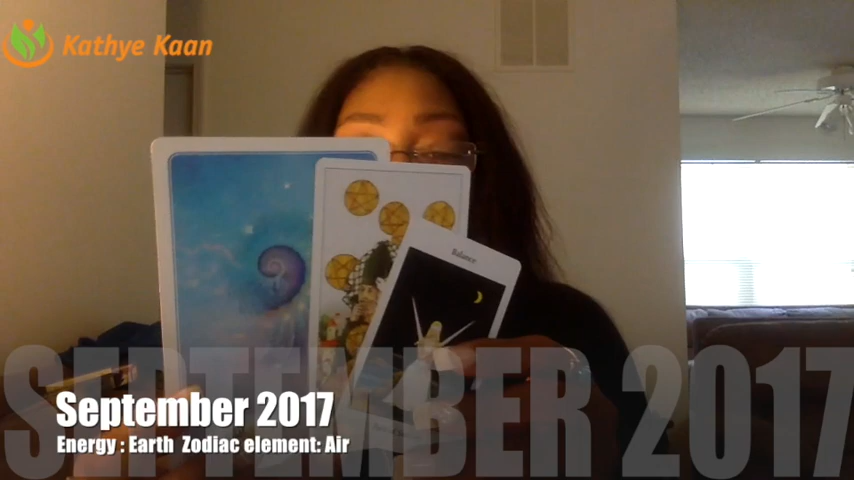 Kathye Kaan
Balance
SEPTEMBER 2017
September 2017
Energy : Earth Zodiac element: Air